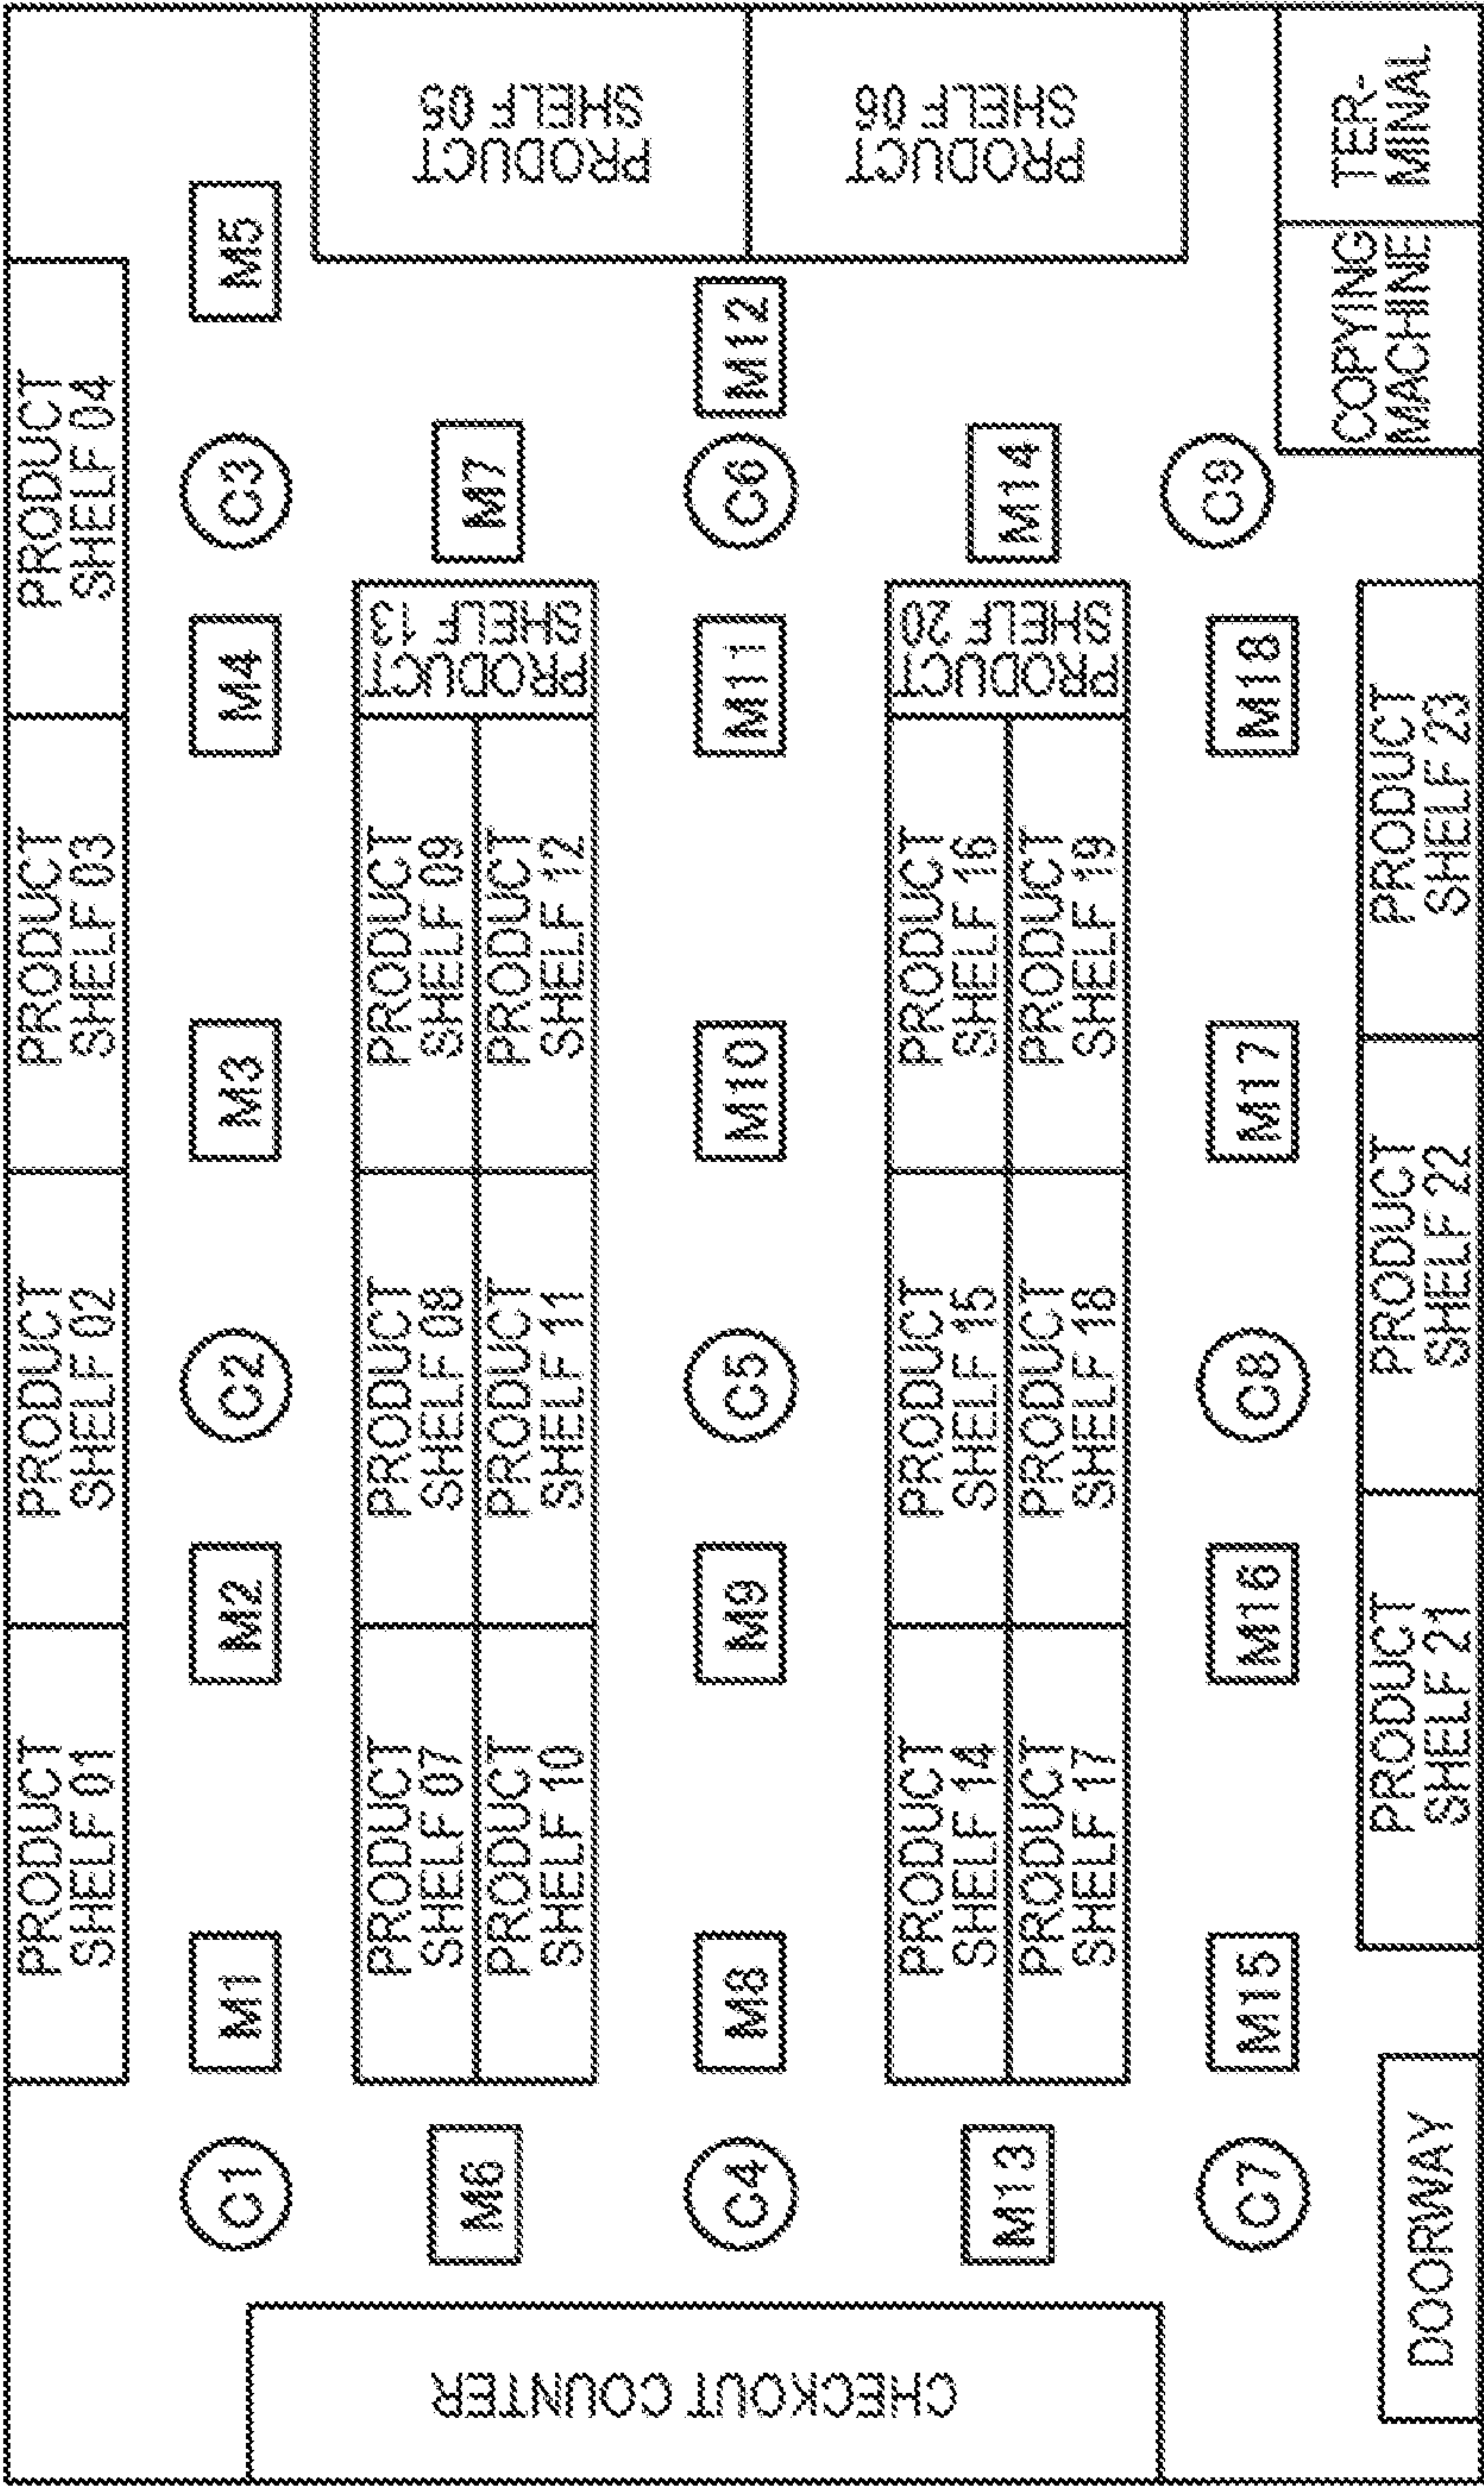 PRODUCT
SHELF 01
PRODUCT
SHELF 02
PRODUCT
SHELF 03
PRODUCT
SHELF 04
C1
M1
M2
C2
M3
M4
C3
M5
PRODUCT
SHELF 05
PRODUCT
SHELF 06
M6
PRODUCT
SHELF 07
PRODUCT
SHELF 08
PRODUCT
SHELF 09
PRODUCT
SHELF 10
PRODUCT
SHELF 11
PRODUCT
SHELF 12
PRODUCT
SHELF 13
M7
CHECKOUT COUNTER
C4
M8
M9
C5
M10
M11
C6
M12
M13
PRODUCT
SHELF 14
PRODUCT
SHELF 15
PRODUCT
SHELF 16
PRODUCT
SHELF 17
PRODUCT
SHELF 18
PRODUCT
SHELF 19
PRODUCT
SHELF 20
M14
C7
M15
M16
C8
M17
M18
C9
COPYING
MACHINE
TER-
MINAL
DOORWAY
PRODUCT
SHELF 21
PRODUCT
SHELF 22
PRODUCT
SHELF 23